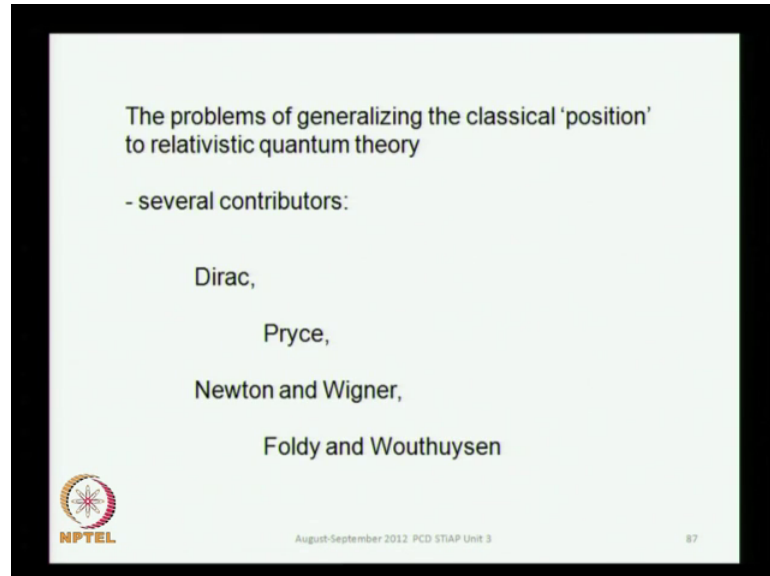 The problems of generalizing the classical ‘position’
to relativistic quantum theory
- several contributors:
Dirac,
Pryce,
Newton and Wigner,
Foldy and Wouthuysen
NPTEL
August-September 2012 PCD STiAP Unit 3
87